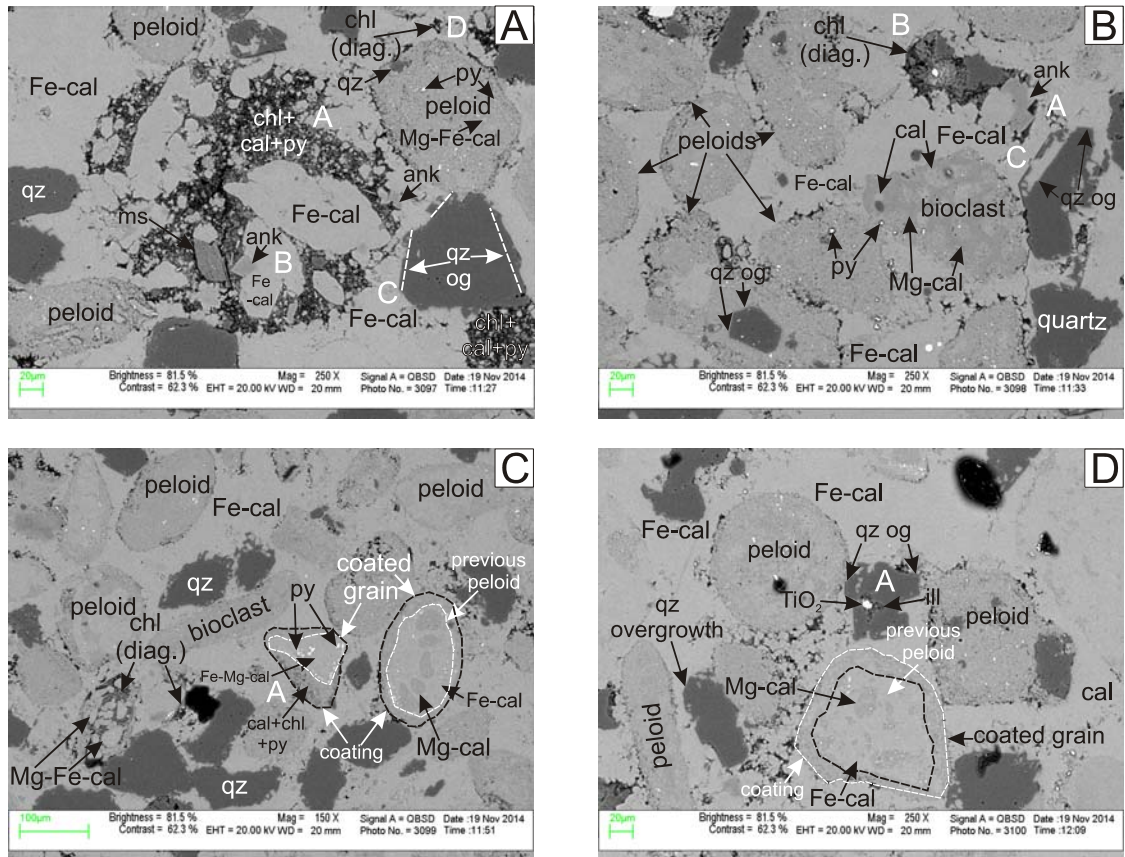 A
peloid
chl
(diag.)
D
qz
py
Fe-cal
peloid
chl+
A
cal+py
Mg-Fe-cal
ank
qz
ms
Fe-cal
ank
B
qz
og
Fe
-cal
C
peloid
Fe-cal
chl+
cal+py
20µm
Brightness = 81.5 %
Contrast = 62.3 %
EHT = 20.00 kV
Mag = 250 X
WD = 20 mm
Signal A = QBSD
Photo No. = 3097
Date :19 Nov 2014
Time :11:27
B
chl
(diag.)
B
ank
A
cal
Fe-cal
peloids
C
Fe-cal
qz og
bioclast
py
qz og
Mg-cal
quartz
Fe-cal
20µm
Brightness = 81.5 %
Contrast = 62.3 %
EHT = 20.00 kV
Mag = 250 X
WD = 20 mm
Signal A = QBSD
Photo No. = 3098
Date :19 Nov 2014
Time :11:33
C
peloid
Fe-cal
peloid
qz
coated
grain
previous
peloid
py
peloid
bioclast
chl
(diag.)
Fe-Mg-cal
A
Fe-cal
cal+chl
+py
coating
Mg-cal
Mg-Fe-cal
qz
100µm
Brightness = 81.5 %
Contrast = 62.3 %
EHT = 20.00 kV
Mag = 150 X
WD = 20 mm
Signal A = QBSD
Photo No. = 3099
Date :19 Nov 2014
Time :11:51
D
Fe-cal
Fe-cal
qz og
peloid
A
TiO2
ill
peloid
qz
overgrowth
previous
peloid
Mg-cal
cal
peloid
coated grain
coating
Fe-cal
20µm
Brightness = 81.5 %
Contrast = 62.3 %
EHT = 20.00 kV
Mag = 250 X
WD = 20 mm
Signal A = QBSD
Photo No. = 3100
Date :19 Nov 2014
Time :12:09